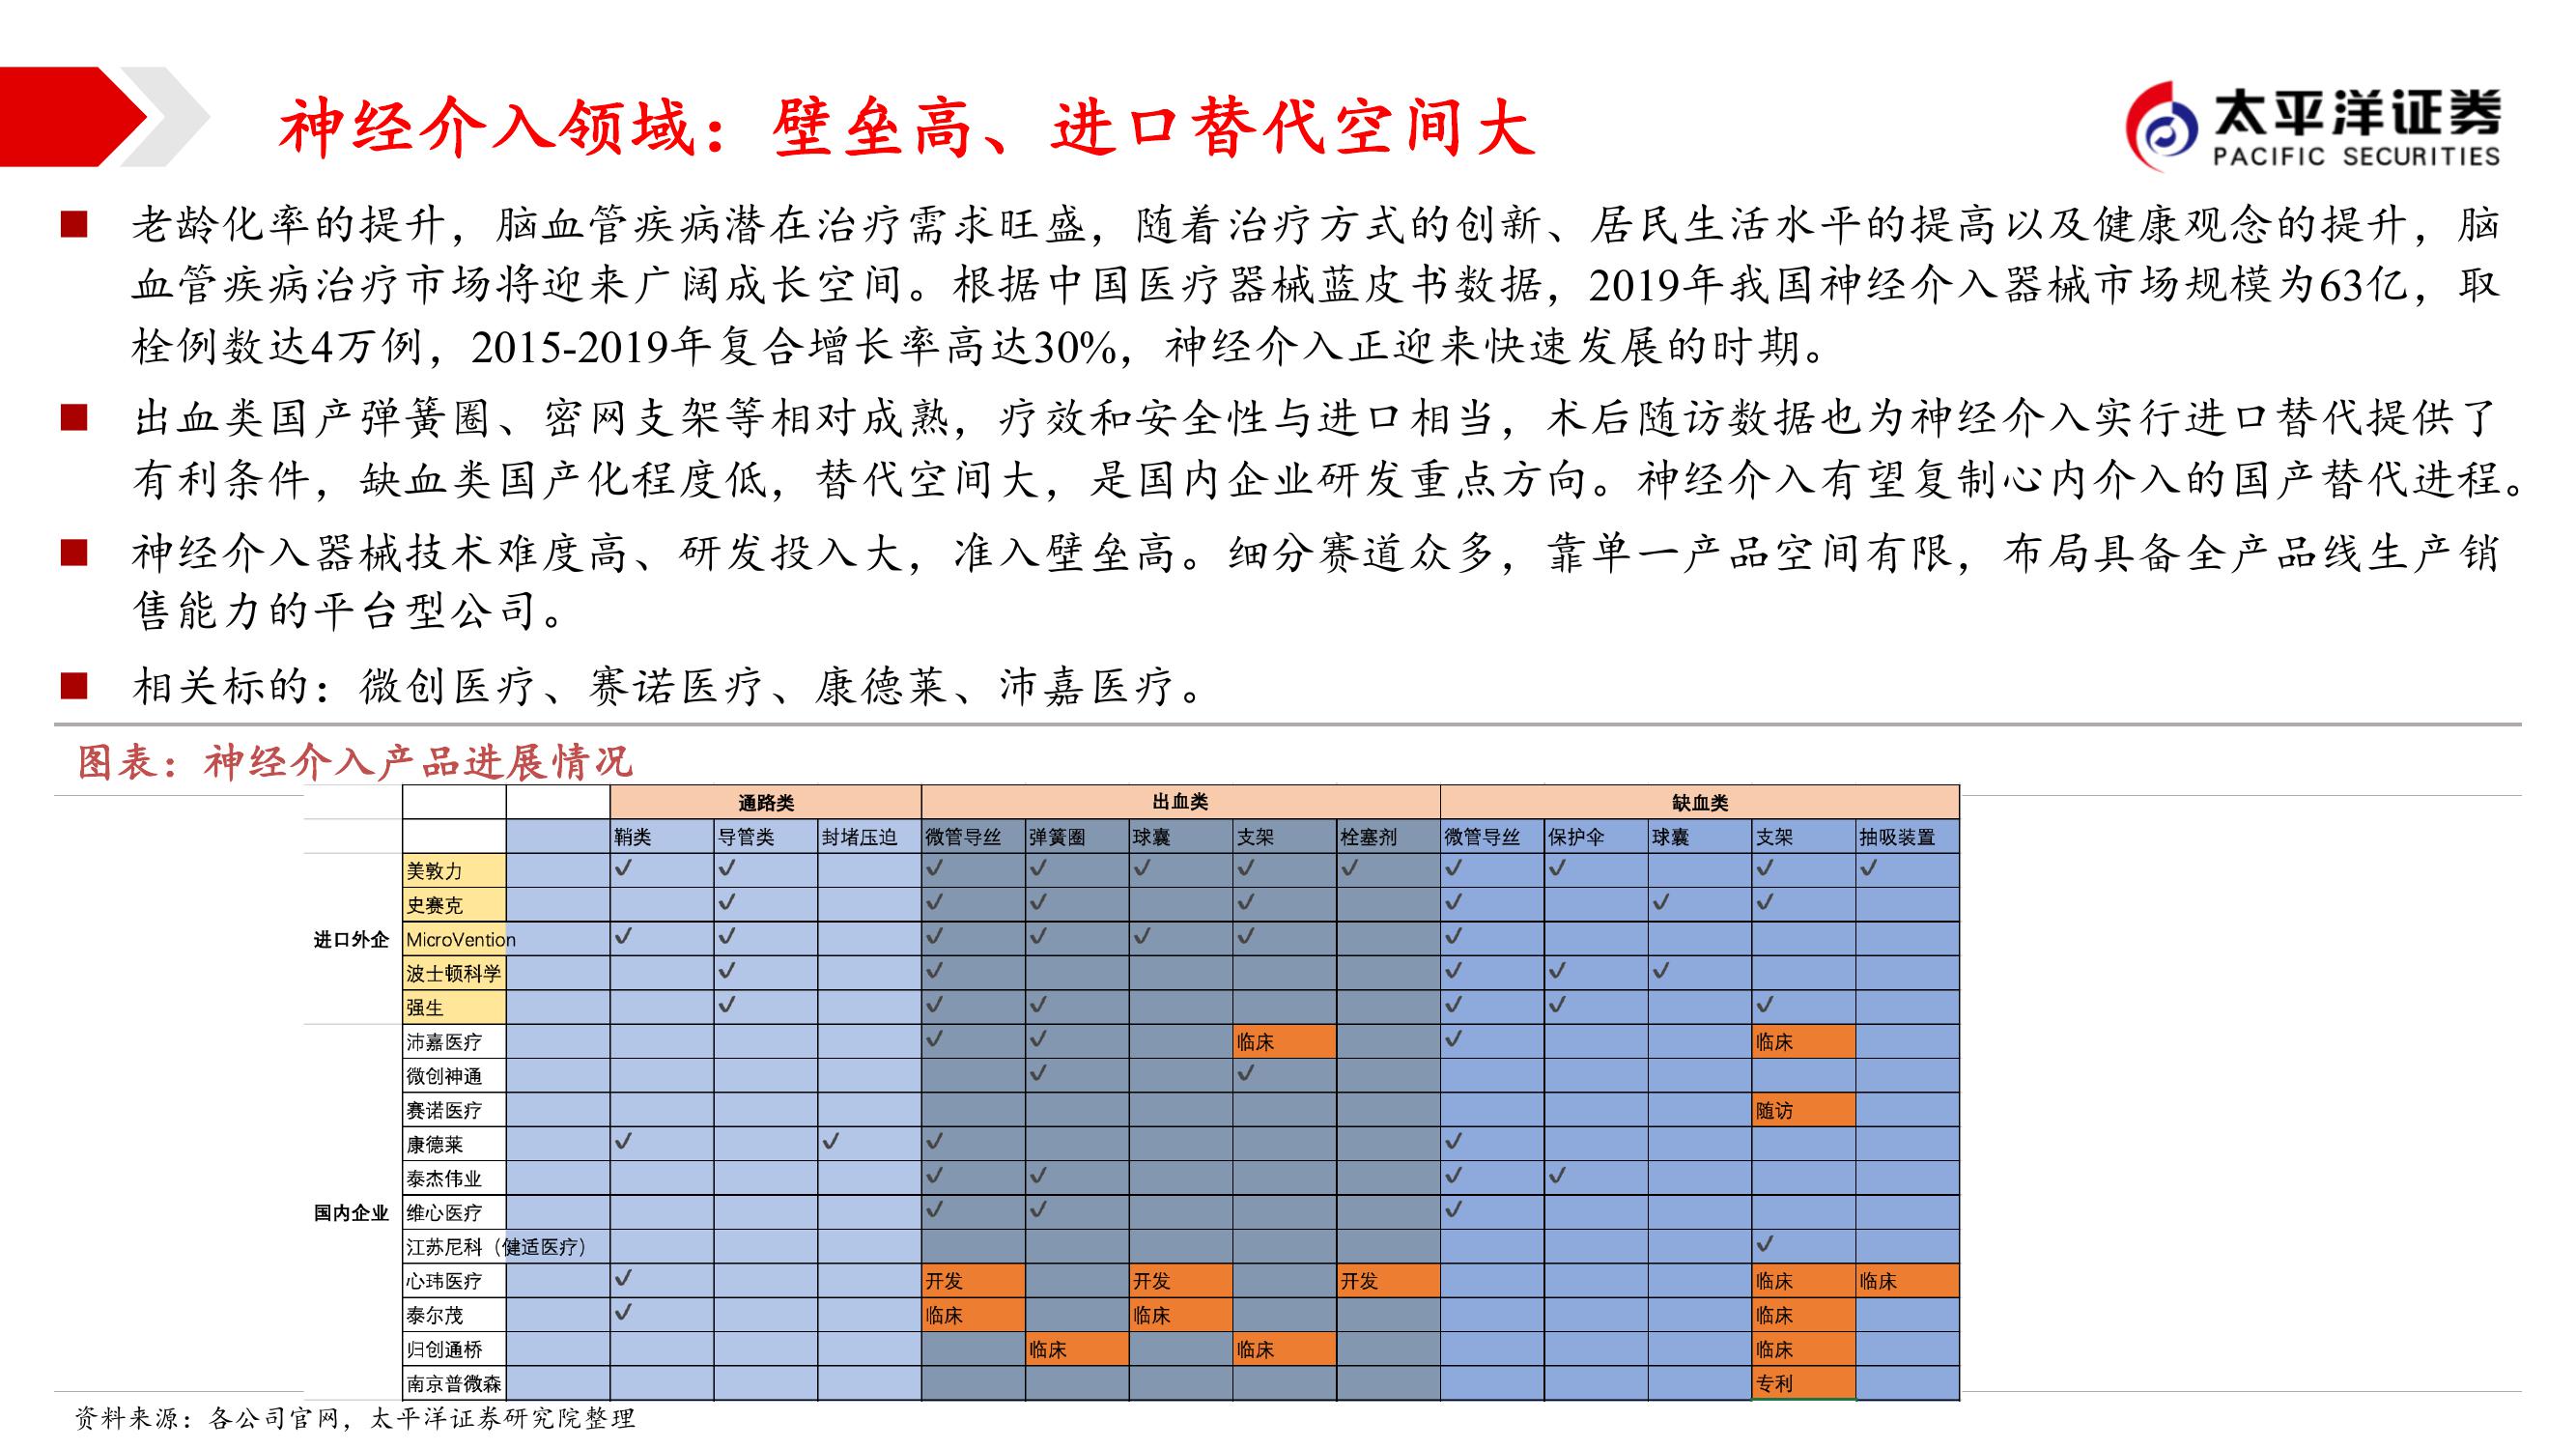 神经介入领域：壁垒高、进口替代空间大
太平洋证券
PACIFIC SECURITIES
■ 老龄化率的提升，脑血管疾病潜在治疗需求旺盛，随着治疗方式的创新、居民生活水平的提高以及健康观念的提升，脑
血管疾病治疗市场将迎来广阔成长空间。根据中国医疗器械蓝皮书数据，2019年我国神经介入器械市场规模为63亿，取
栓例数达4万例，2015-2019年复合增长率高达30%，神经介入正迎来快速发展的时期。
■ 出血类国产弹簧圈、密网支架等相对成熟，疗效和安全性与进口相当，术后随访数据也为神经介入实行进口替代提供了
有利条件，缺血类国产化程度低，替代空间大，是国内企业研发重点方向。神经介入有望复制心内介入的国产替代进程。
■ 神经介入器械技术难度高、研发投入大，准入壁垒高。细分赛道众多，靠单一产品空间有限，布局具备全产品线生产销
售能力的平台型公司。
■ 相关标的：微创医疗、赛诺医疗、康德莱、沛嘉医疗。
图表：神经介入产品进展情况
通路类 出血类 缺血类
鞘类 导管类 封堵压迫 微管导丝 弹簧圈 球囊 支架 栓塞剂 微管导丝 保护伞 球囊 支架 抽吸装置
美敦力 ✓ ✓ ✓ ✓ ✓ ✓ ✓ ✓ ✓ ✓ ✓
史赛克 ✓ ✓ ✓ ✓ ✓ ✓ ✓
进口外企 MicroVention ✓ ✓ ✓ ✓ ✓ ✓ ✓
波士顿科学 ✓ ✓ ✓ ✓ ✓
强生 ✓ ✓ ✓ ✓ ✓ ✓
沛嘉医疗 ✓ ✓ 临床 ✓ 临床
微创神通 ✓ ✓
赛诺医疗 随访
康德莱 ✓ ✓ ✓ ✓
泰杰伟业 ✓ ✓ ✓ ✓
国内企业 维心医疗 ✓ ✓ ✓
江苏尼科（健适医疗） ✓
心玮医疗 ✓ 开发 开发 开发 临床 临床
泰尔茂 ✓ 临床 临床 临床
归创通桥 临床 临床 临床
南京普微森 专利
资料来源：各公司官网，太平洋证券研究院整理